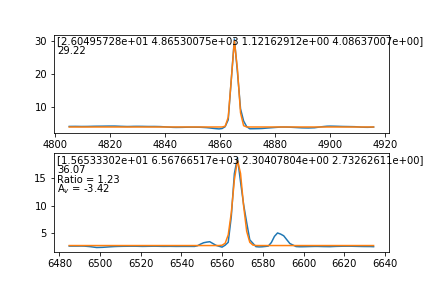 [2.60495728e+01 4.86530075e+03 1.12162912e+00 4.08637007e+00]
29.22
30
20
10
4800 4820 4840 4860 4880 4900 4920
[1.56533302e+01 6.56766517e+03 2.30407804e+00 2.73262611e+00]
36.07
Ratio = 1.23
Aᵥ = -3.42
15
10
5
6480 6500 6520 6540 6560 6580 6600 6620 6640